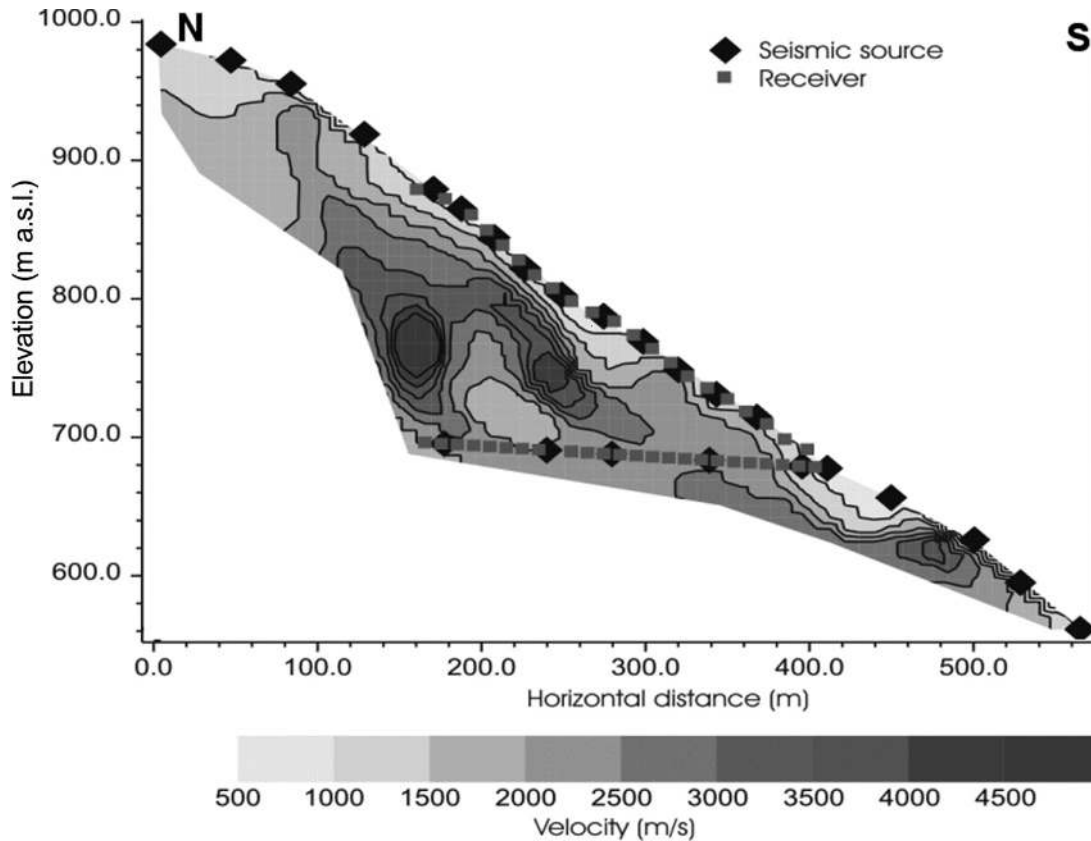 1000.0
N
S
Seismic source
Receiver
900.0
Elevation (m a.s.l.)
800.0
700.0
600.0
0.0 100.0 200.0 300.0 400.0 500.0
Horizontal distance (m)
500 1000 1500 2000 2500 3000 3500 4000 4500
Velocity (m/s)